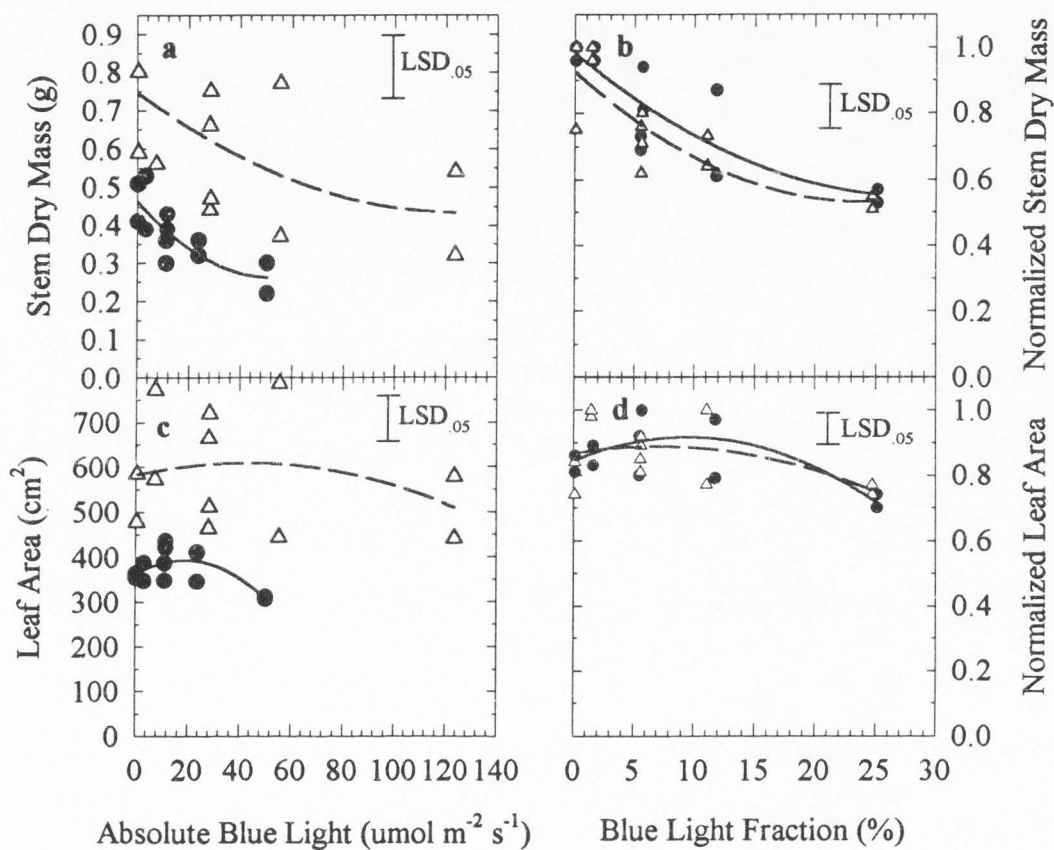 a
LSD.05
Stem Dry Mass (g)
0.9
0.8
0.7
0.6
0.5
0.4
0.3
0.2
0.1
0.0
b
LSD.05
Normalized Stem Dry Mass
1.0
0.8
0.6
0.4
0.2
0.0
c
LSD.05
Leaf Area (cm²)
700
600
500
400
300
200
100
0
d
LSD.05
Normalized Leaf Area
1.0
0.8
0.6
0.4
0.2
0.0
0 20 40 60 80 100 120 140
0 5 10 15 20 25 30
Absolute Blue Light (umol m⁻² s⁻¹)
Blue Light Fraction (%)